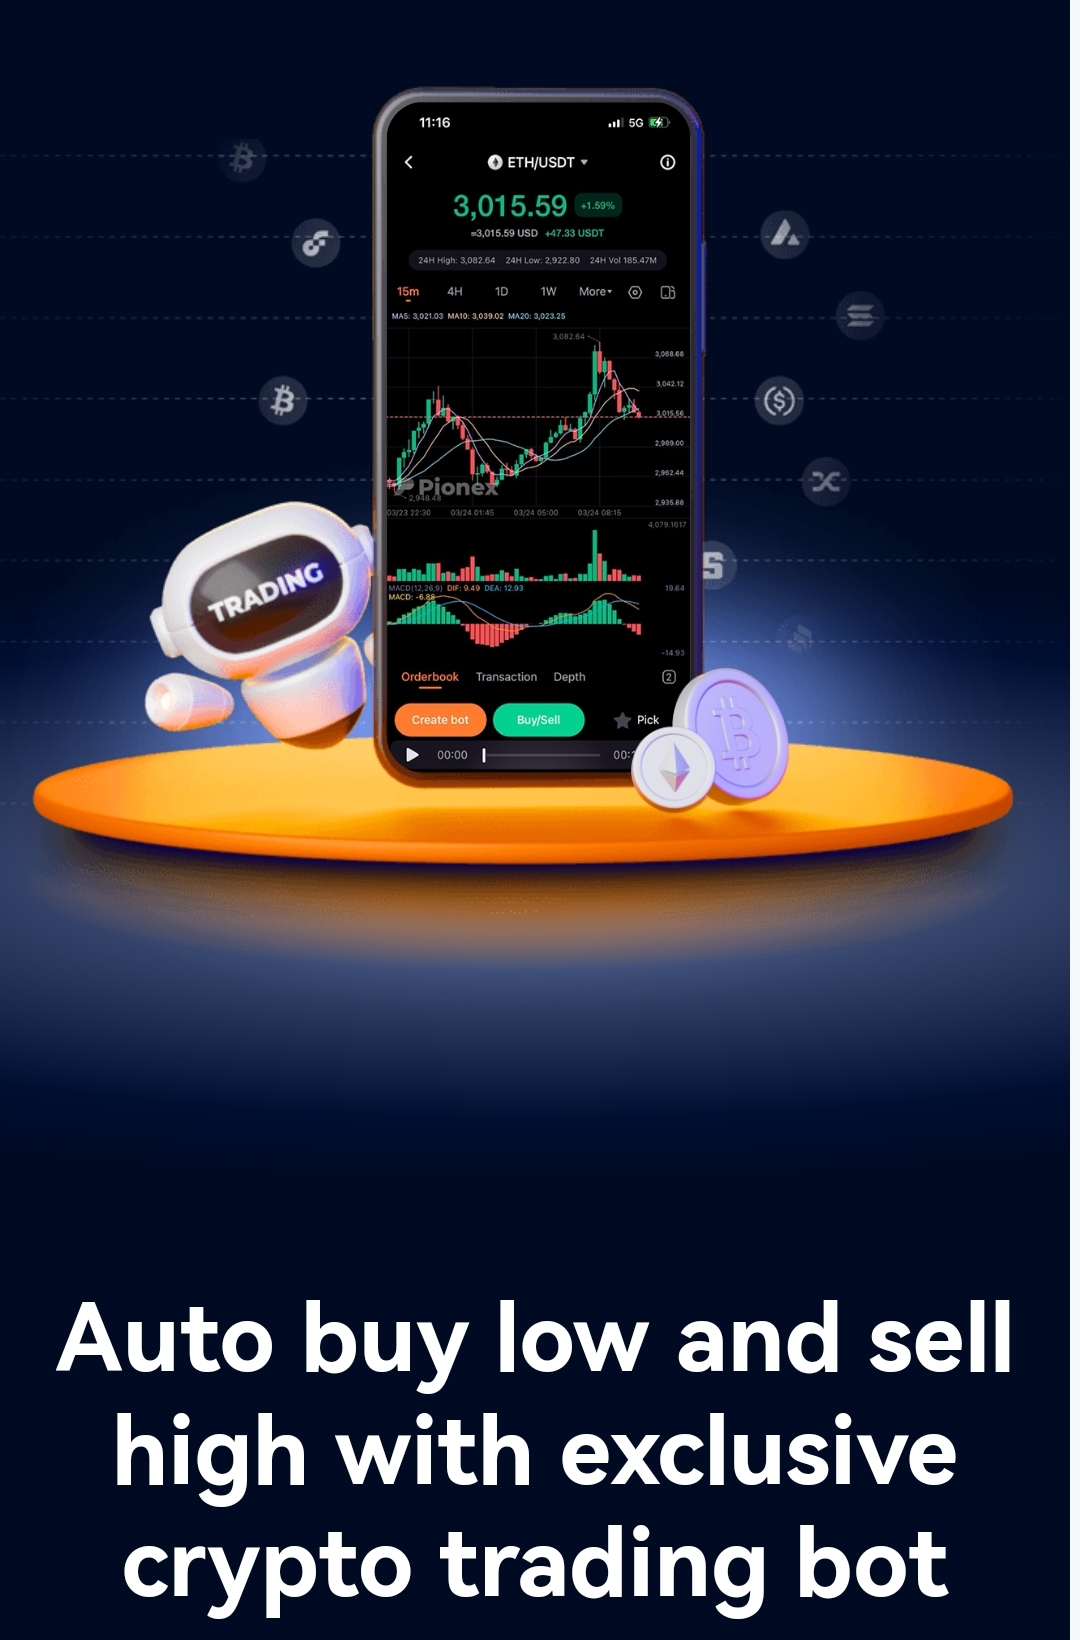 11:16
5G
ETH/USDT
3,015.59 +1.59%
≈3,015.59 USD +47.33 USDT
24H High: 3,082.64 24H Low: 2,922.80 24H Vol 185.47M
15m 4H 1D 1W More
MA5: 3,021.03 MA10: 3,039.02 MA20: 3,023.25
3,082.64
3,068.68
3,042.12
3,015.56
2,989.00
2,962.44
2,935.88
Pionex
2,948.48
03/23 22:30 03/24 01:45 03/24 05:00 03/24 08:15
4,079.1617
MACD(12,26,9) DIF: 9.49 DEA: 12.93
19.64
MACD: -6.88
-14.93
TRADING
Orderbook Transaction Depth
2
Create bot Buy/Sell Pick
00:00
Auto buy low and sell
high with exclusive
crypto trading bot